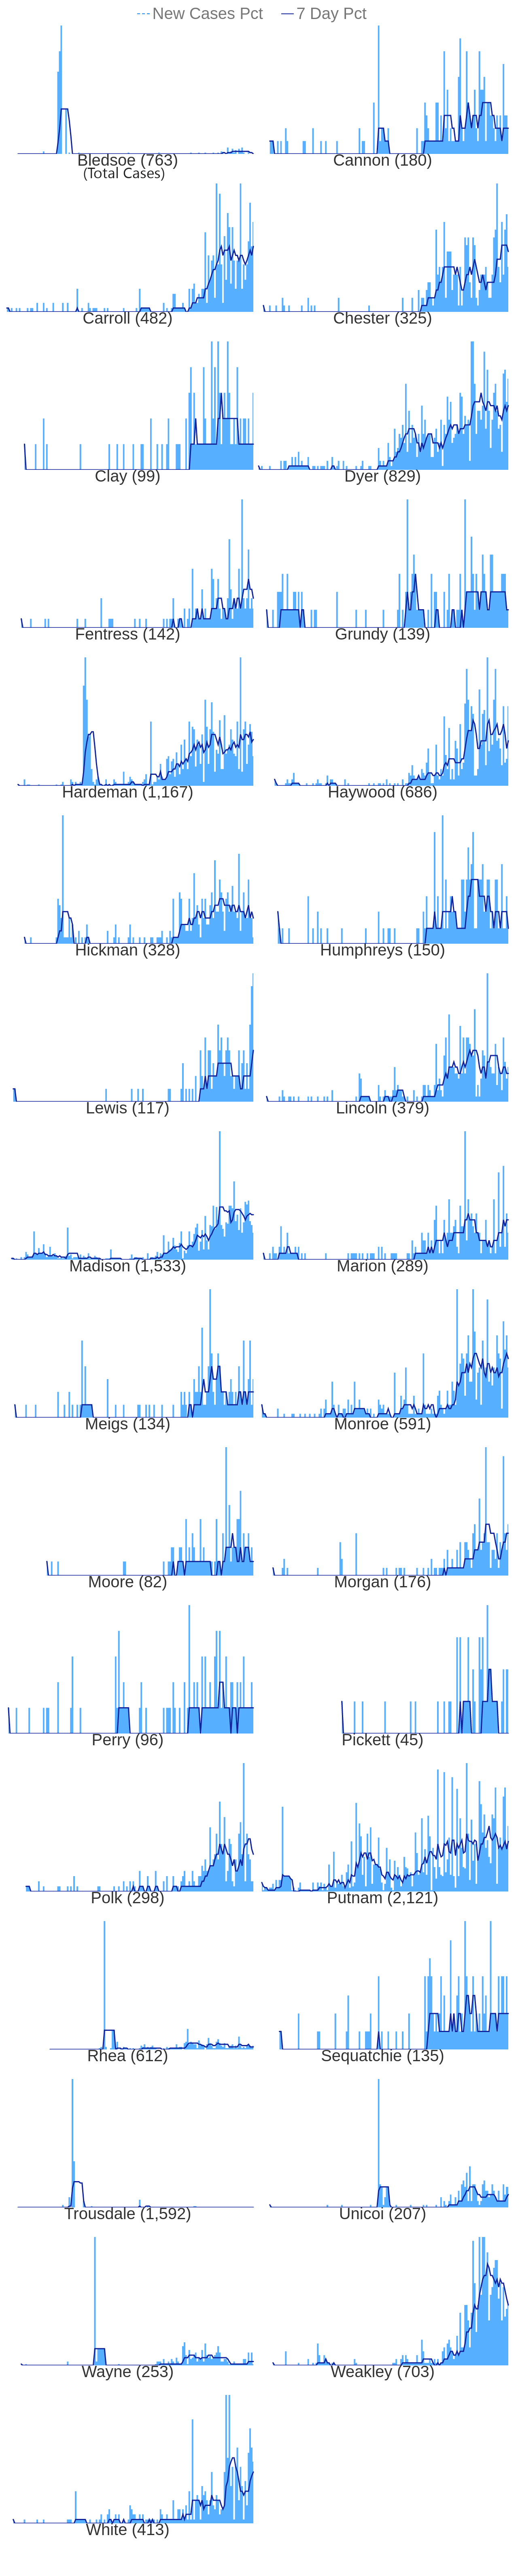 New Cases Pct 7 Day Pct
Bledsoe (763) Cannon (180)
(Total Cases)
Carroll (482) Chester (325)
Clay (99) Dyer (829)
Fentress (142) Grundy (139)
Hardeman (1,167) Haywood (686)
Hickman (328) Humphreys (150)
Lewis (117) Lincoln (379)
Madison (1,533) Marion (289)
Meigs (134) Monroe (591)
Moore (82) Morgan (176)
Perry (96) Pickett (45)
Polk (298) Putnam (2,121)
Rhea (612) Sequatchie (135)
Trousdale (1,592) Unicoi (207)
Wayne (253) Weakley (703)
White (413)